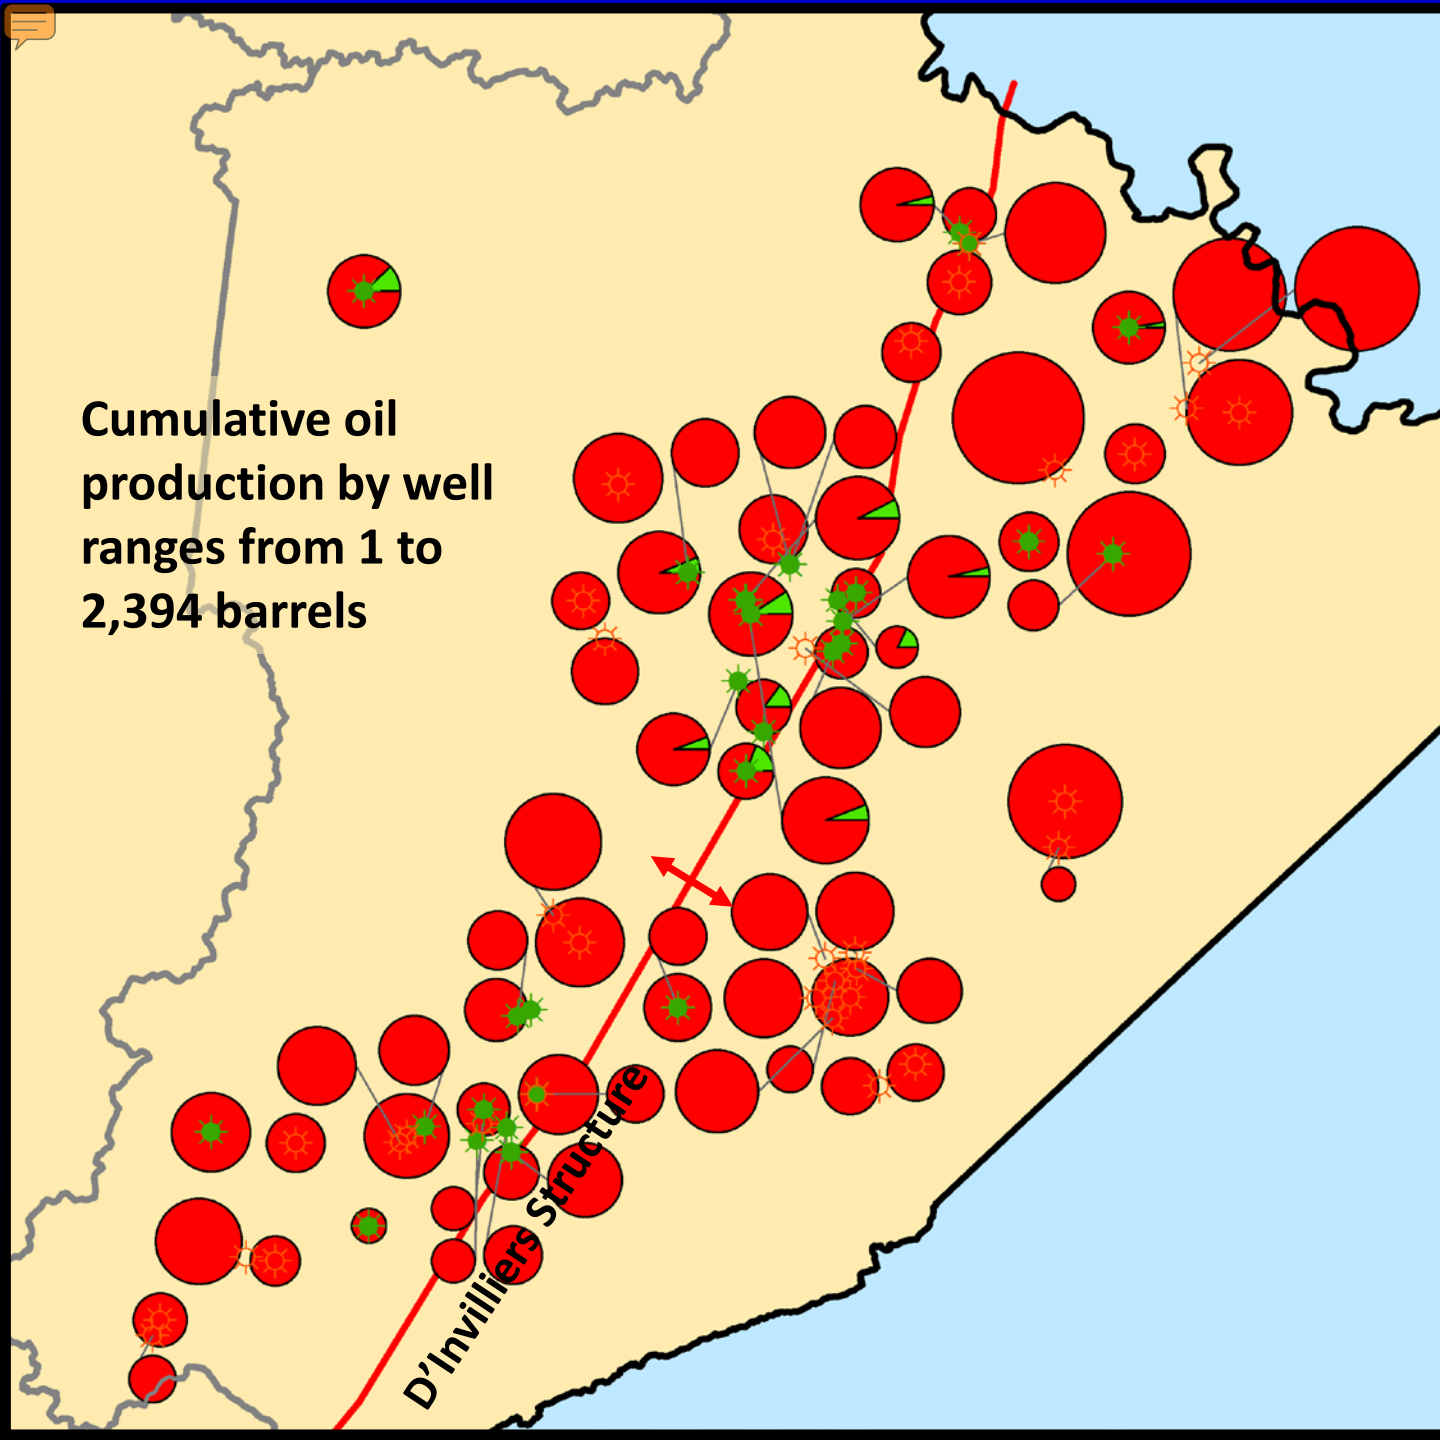 Cumulative oil
production by well
ranges from 1 to
2,394 barrels
D’Invilliers Structure